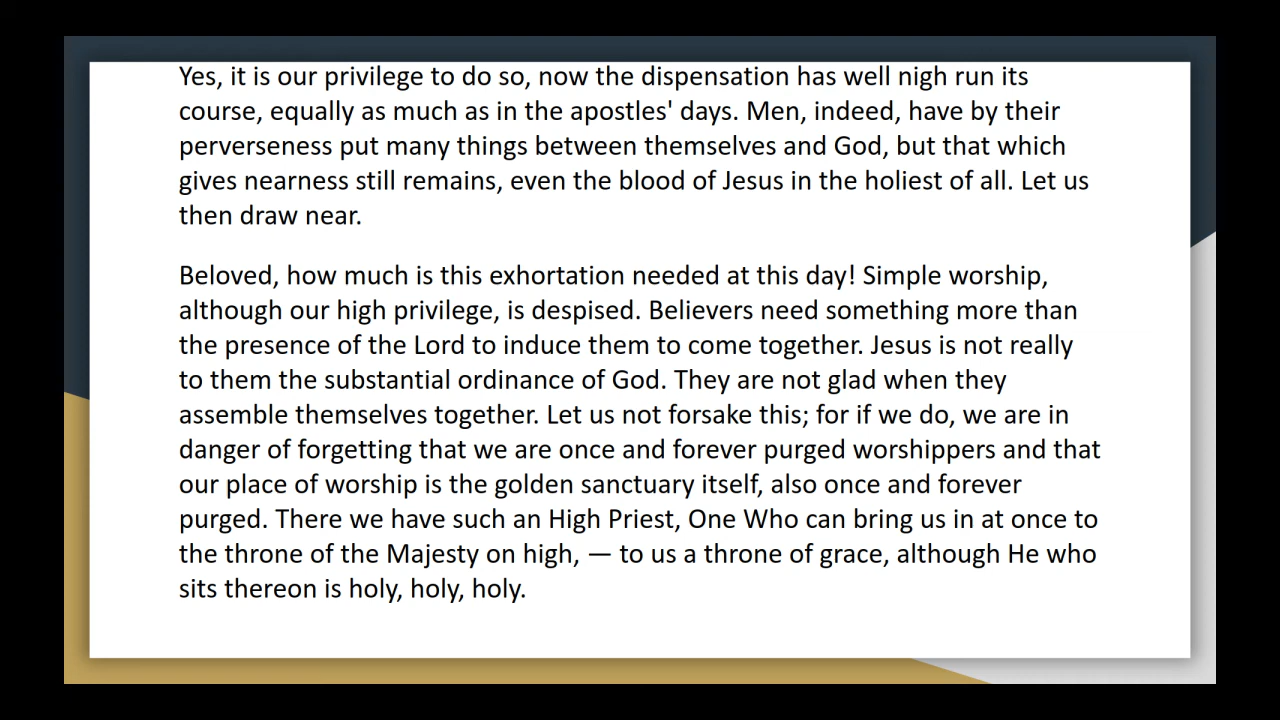 Yes, it is our privilege to do so, now the dispensation has well nigh run its
course, equally as much as in the apostles' days. Men, indeed, have by their
perverseness put many things between themselves and God, but that which
gives nearness still remains, even the blood of Jesus in the holiest of all. Let us
then draw near.
Beloved, how much is this exhortation needed at this day! Simple worship,
although our high privilege, is despised. Believers need something more than
the presence of the Lord to induce them to come together. Jesus is not really
to them the substantial ordinance of God. They are not glad when they
assemble themselves together. Let us not forsake this; for if we do, we are in
danger of forgetting that we are once and forever purged worshippers and that
our place of worship is the golden sanctuary itself, also once and forever
purged. There we have such an High Priest, One Who can bring us in at once to
the throne of the Majesty on high, — to us a throne of grace, although He who
sits thereon is holy, holy, holy.